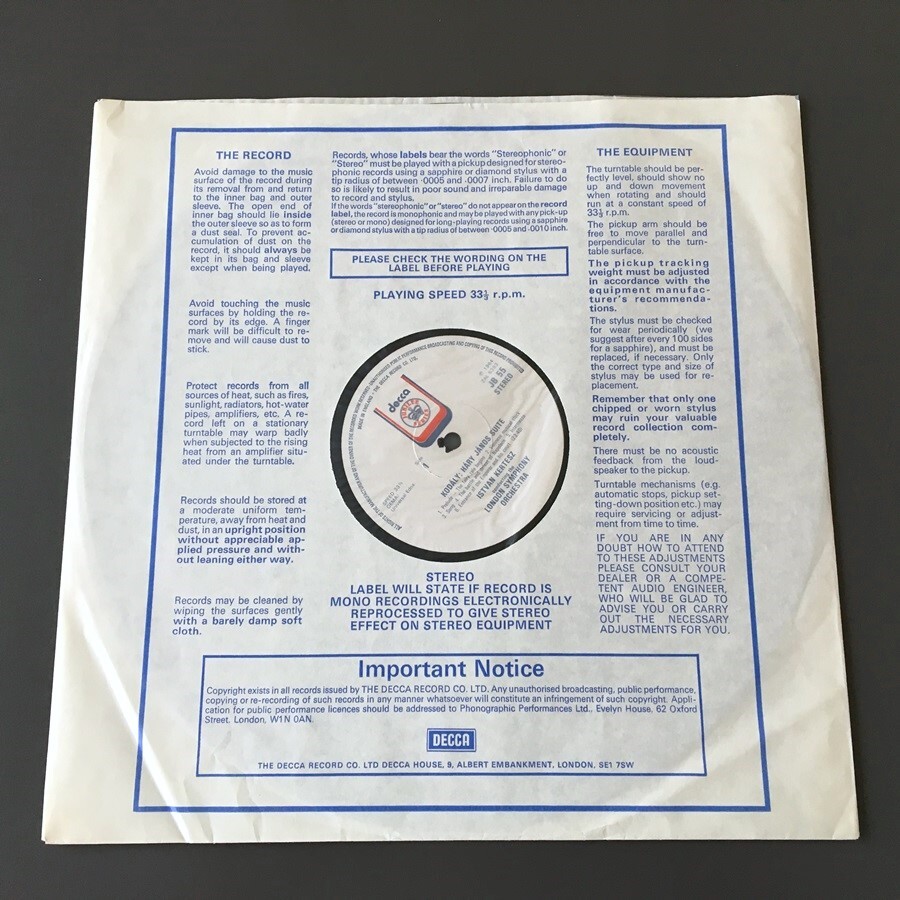 THE RECORD
Avoid damage to the music
surface of the record during
its removal from and return
to the inner bag and outer
sleeve. The open end of
inner bag should lie inside
the outer sleeve so as to form
a dust seal. To prevent ac-
cumulation of dust on the
record, it should always be
kept in its bag and sleeve
except when being played.
Avoid touching the music
surfaces by holding the re-
cord by its edge. A finger
mark will be difficult to re-
move and will cause dust to
stick.
Protect records from all
sources of heat, such as fires,
sunlight, radiators, hot-water
pipes, amplifiers, etc. A re-
cord left on a stationary
turntable may warp badly
when subjected to the rising
heat from an amplifier situ-
ated under the turntable.
Records should be stored at
a moderate uniform tem-
perature, away from heat and
dust, in an upright position
without appreciable ap-
plied pressure and with-
out leaning either way.
Records may be cleaned by
wiping the surfaces gently
with a barely damp soft
cloth.
Records, whose labels bear the words "Stereophonic" or
"Stereo" must be played with a pickup designed for stereo-
phonic records using a sapphire or diamond stylus with a
tip radius of between ·0005 and ·0007 inch. Failure to do
so is likely to result in poor sound and irreparable damage
to record and stylus.
If the words "stereophonic" or "stereo" do not appear on the record
label, the record is monophonic and may be played with any pick-up
(stereo or mono) designed for long-playing records using a sapphire
or diamond stylus with a tip radius of between ·0005 and ·0010 inch.
PLEASE CHECK THE WORDING ON THE
LABEL BEFORE PLAYING
PLAYING SPEED 33⅓ r.p.m.
decca
JB 55
STEREO
KODÁLY: HÁRY JÁNOS SUITE
ISTVAN KERTESZ
LONDON SYMPHONY
ORCHESTRA
STEREO
LABEL WILL STATE IF RECORD IS
MONO RECORDINGS ELECTRONICALLY
REPROCESSED TO GIVE STEREO
EFFECT ON STEREO EQUIPMENT
THE EQUIPMENT
The turntable should be per-
fectly level, should show no
up and down movement
when rotating and should
run at a constant speed of
33⅓ r.p.m.
The pickup arm should be
free to move parallel and
perpendicular to the turn-
table surface.
The pickup tracking
weight must be adjusted
in accordance with the
equipment manufac-
turer's recommenda-
tions.
The stylus must be checked
for wear periodically (we
suggest after every 100 sides
for a sapphire), and must be
replaced, if necessary. Only
the correct type and size of
stylus may be used for re-
placement.
Remember that only one
chipped or worn stylus
may ruin your valuable
record collection com-
pletely.
There must be no acoustic
feedback from the loud-
speaker to the pickup.
Turntable mechanisms (e.g.
automatic stops, pickup set-
ting-down position etc.) may
require servicing or adjust-
ment from time to time.
IF YOU ARE IN ANY
DOUBT HOW TO ATTEND
TO THESE ADJUSTMENTS
PLEASE CONSULT YOUR
DEALER OR A COMPE-
TENT AUDIO ENGINEER,
WHO WILL BE GLAD TO
ADVISE YOU OR CARRY
OUT THE NECESSARY
ADJUSTMENTS FOR YOU.
Important Notice
Copyright exists in all records issued by THE DECCA RECORD CO. LTD. Any unauthorised broadcasting, public performance,
copying or re-recording of such records in any manner whatsoever will constitute an infringement of such copyright. Appli-
cation for public performance licences should be addressed to Phonographic Performances Ltd., Evelyn House, 62 Oxford
Street, London, W1N 0AN.
DECCA
THE DECCA RECORD CO. LTD DECCA HOUSE, 9, ALBERT EMBANKMENT, LONDON, SE1 7SW